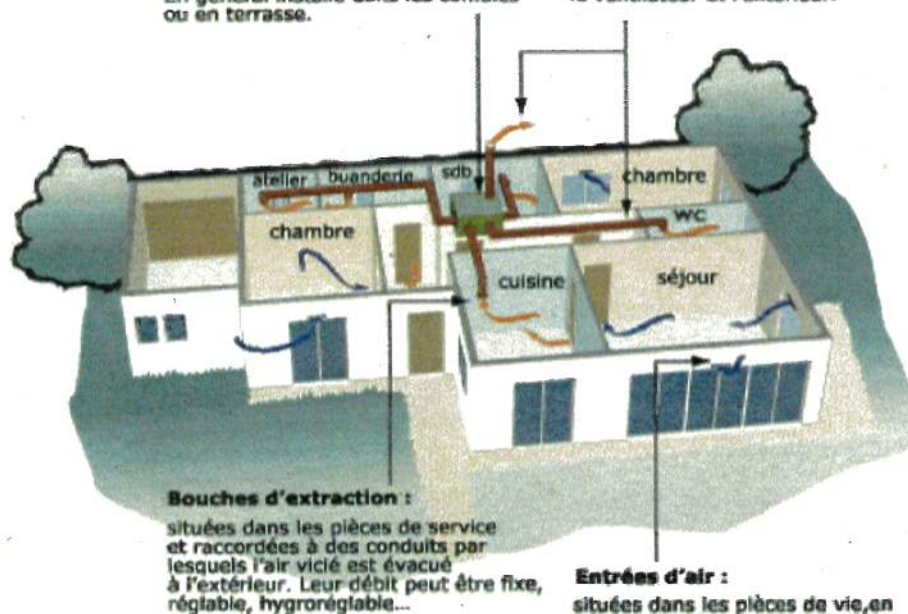 ou en terrasse.
atelier
buanderie
sdb
chambre
WC
chambre
cuisine
séjour
Bouches d'extraction :
situées dans les pièces de service
et raccordées à des conduits par
lesquels l'air vicié est évacué
à l'extérieur. Leur débit peut être fixe,
réglable, hygroréglable...
Entrées d'air :
situées dans les pièces de vie,en